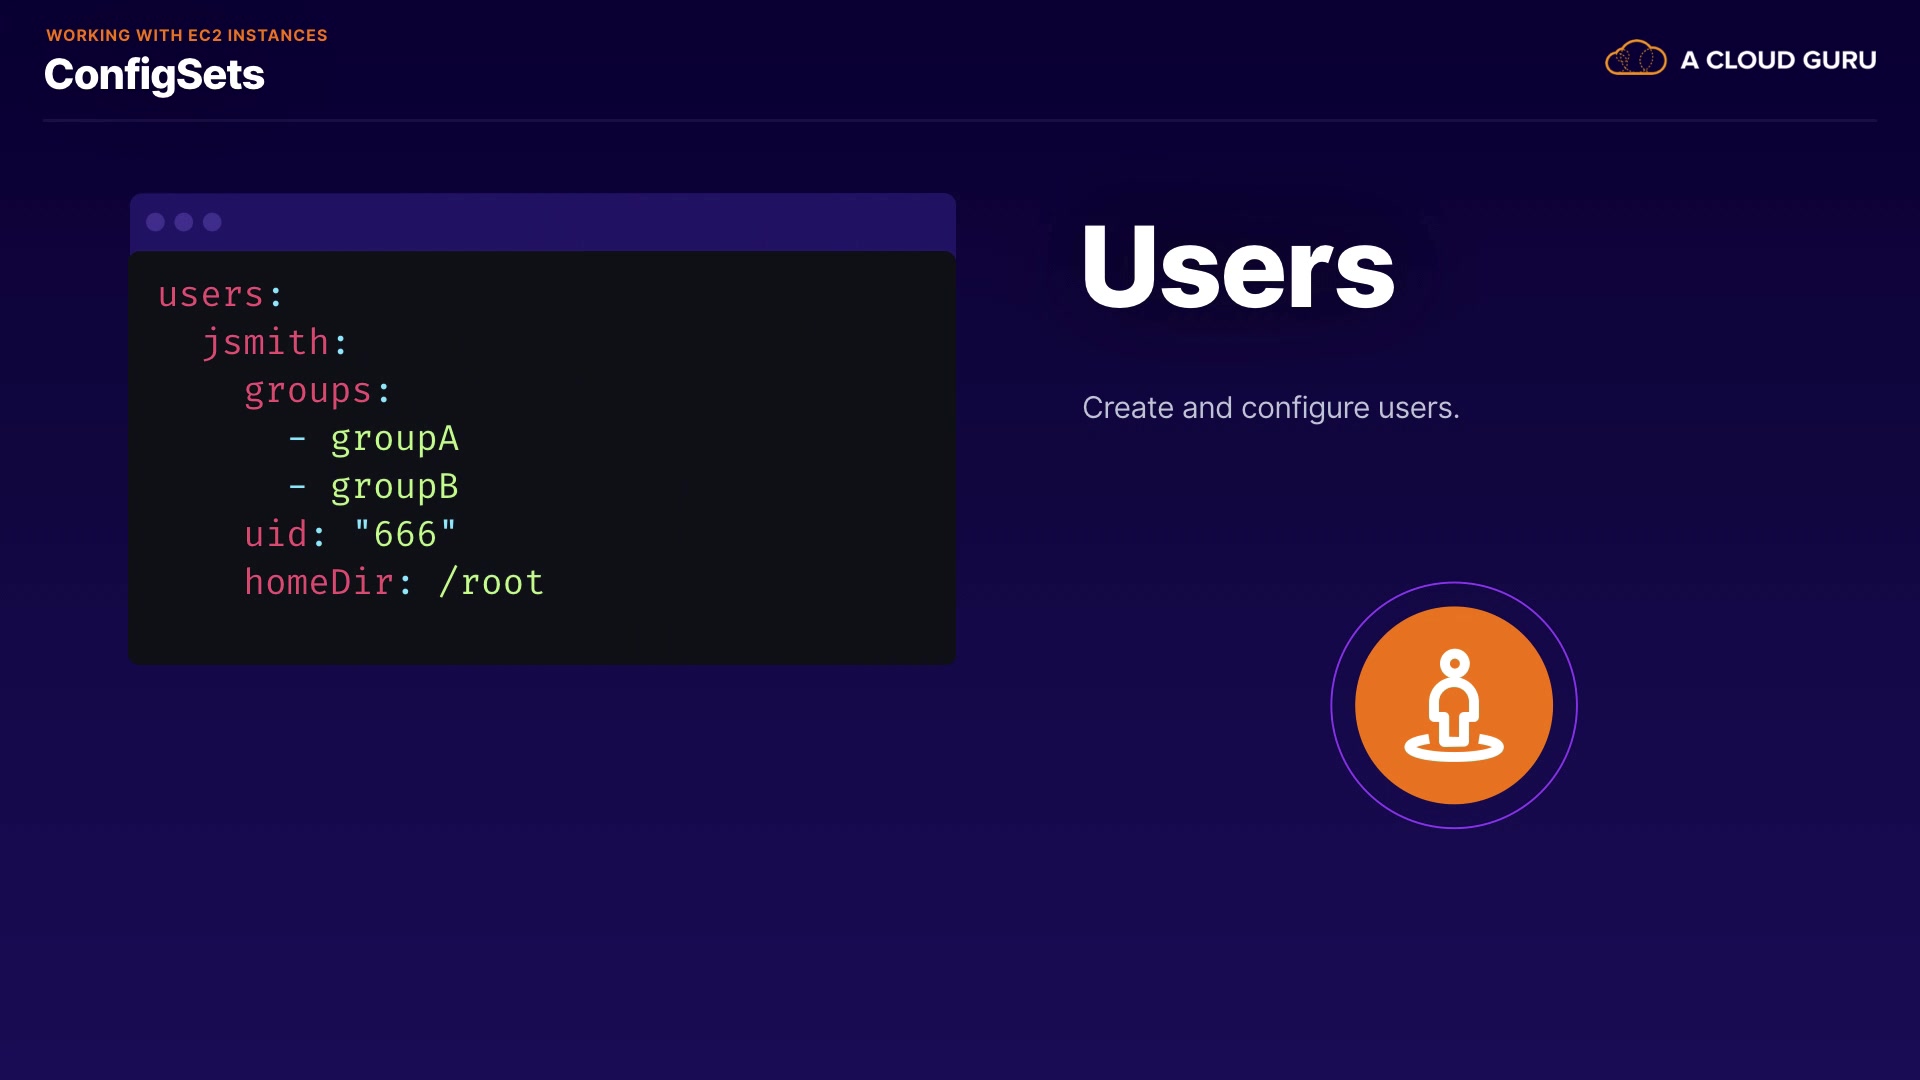 WORKING WITH EC2 INSTANCES
ConfigSets
A CLOUD GURU
users:
  jsmith:
    groups:
      - groupA
      - groupB
    uid: "666"
    homeDir: /root
Users
Create and configure users.